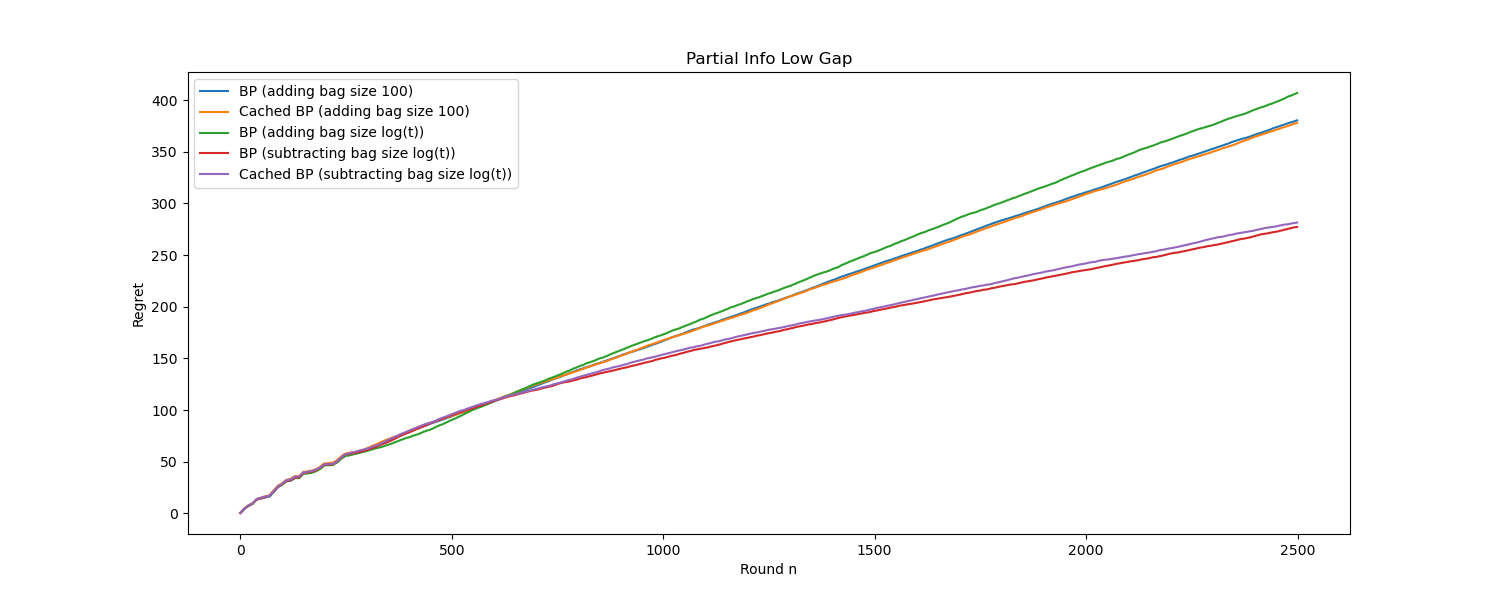 Partial Info Low Gap
BP (adding bag size 100)
Cached BP (adding bag size 100)
BP (adding bag size log(t))
BP (subtracting bag size log(t))
Cached BP (subtracting bag size log(t))
400
350
300
250
200
150
100
50
0
Regret
0 500 1000 1500 2000 2500
Round n